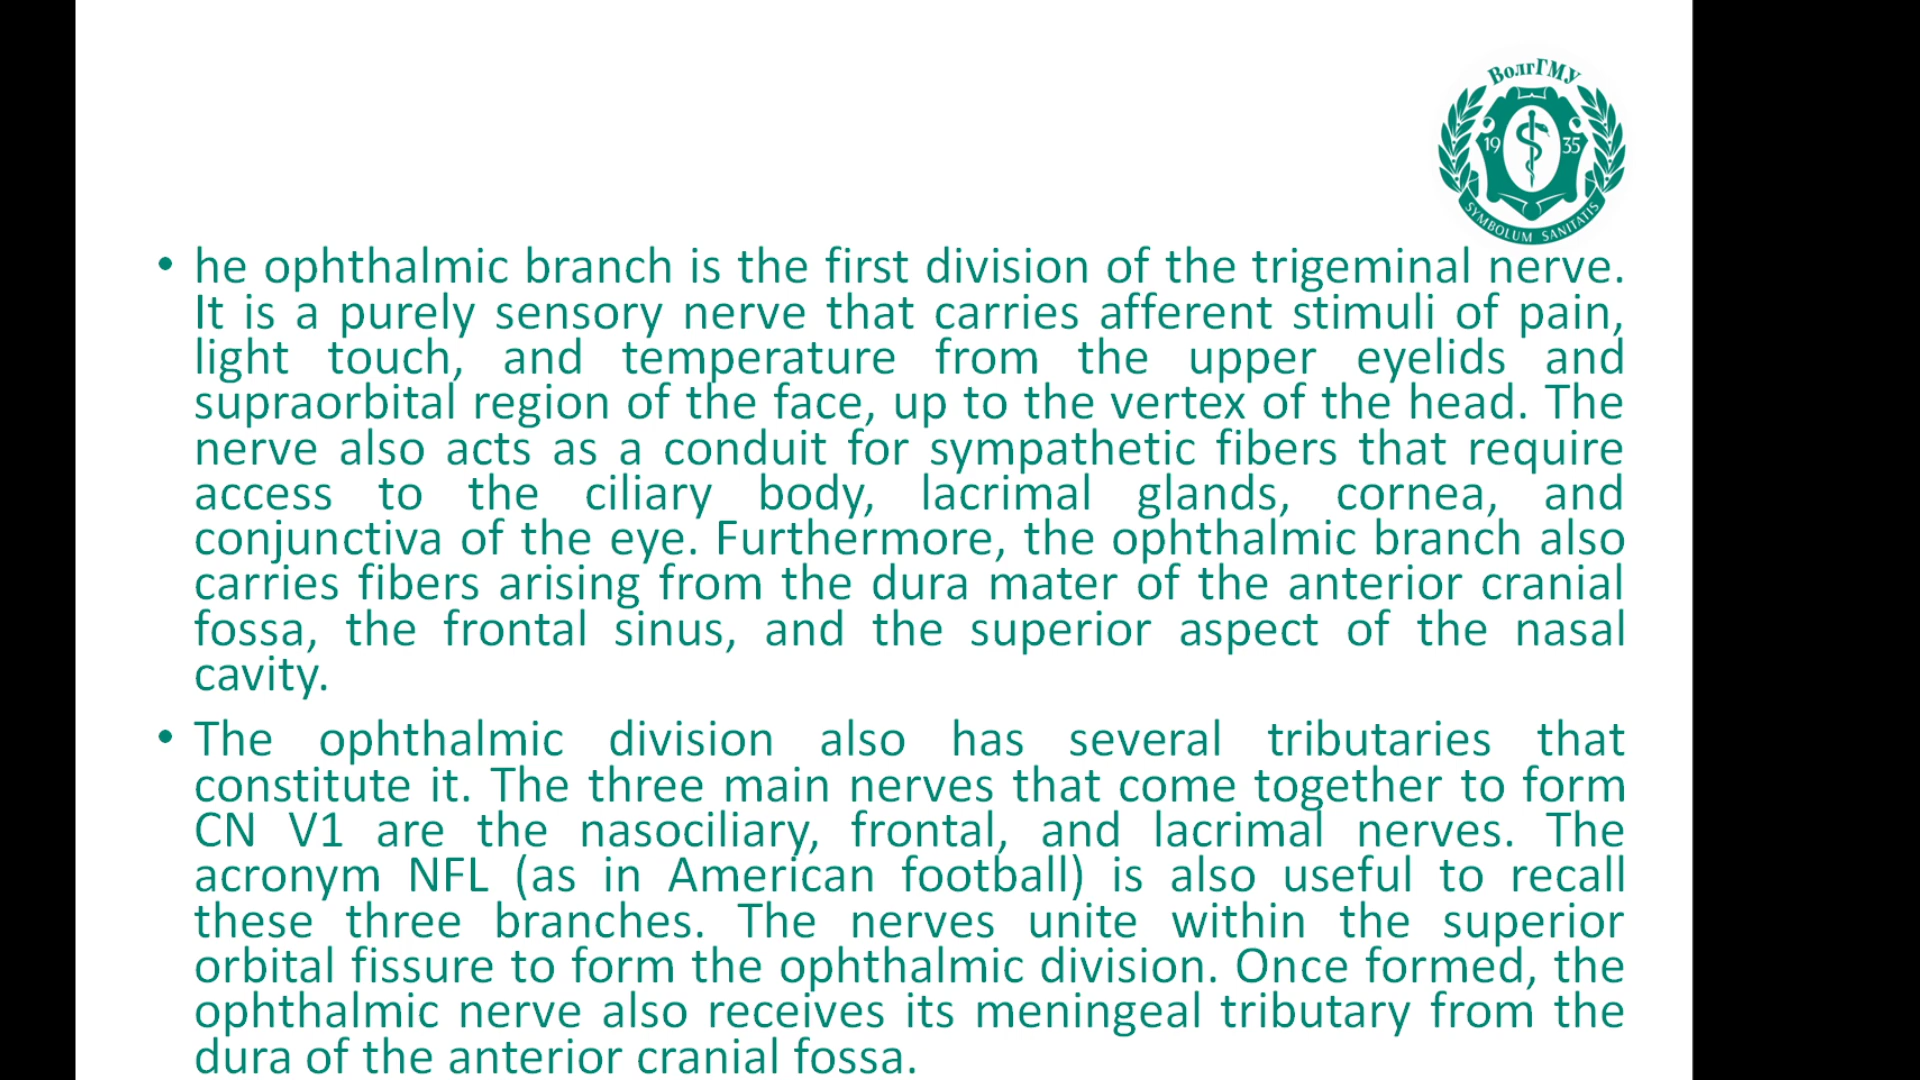 ВолгГМУ
19 35
SYMBOLUM SANITATIS
• he ophthalmic branch is the first division of the trigeminal nerve.
It is a purely sensory nerve that carries afferent stimuli of pain,
light touch, and temperature from the upper eyelids and
supraorbital region of the face, up to the vertex of the head. The
nerve also acts as a conduit for sympathetic fibers that require
access to the ciliary body, lacrimal glands, cornea, and
conjunctiva of the eye. Furthermore, the ophthalmic branch also
carries fibers arising from the dura mater of the anterior cranial
fossa, the frontal sinus, and the superior aspect of the nasal
cavity.
• The ophthalmic division also has several tributaries that
constitute it. The three main nerves that come together to form
CN V1 are the nasociliary, frontal, and lacrimal nerves. The
acronym NFL (as in American football) is also useful to recall
these three branches. The nerves unite within the superior
orbital fissure to form the ophthalmic division. Once formed, the
ophthalmic nerve also receives its meningeal tributary from the
dura of the anterior cranial fossa.